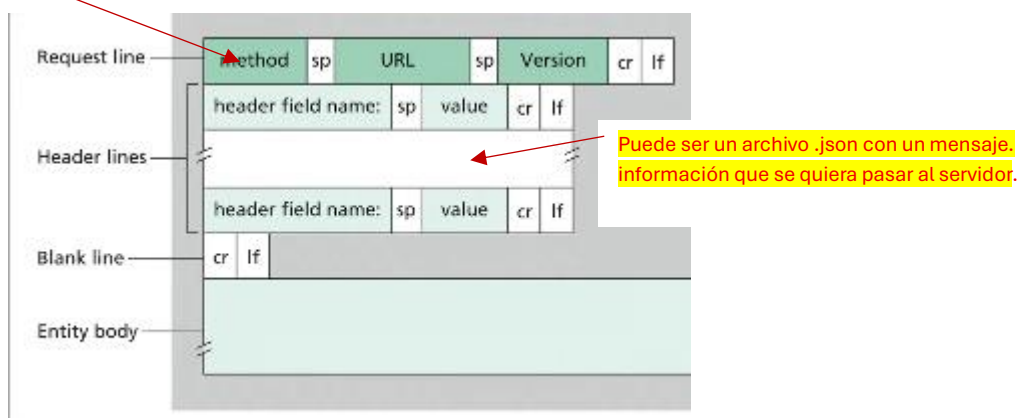 Request line
method sp URL sp Version cr lf
header field name: sp value cr lf
Header lines
Puede ser un archivo .json con un mensaje.
información que se quiera pasar al servidor.
header field name: sp value cr lf
Blank line
cr lf
Entity body